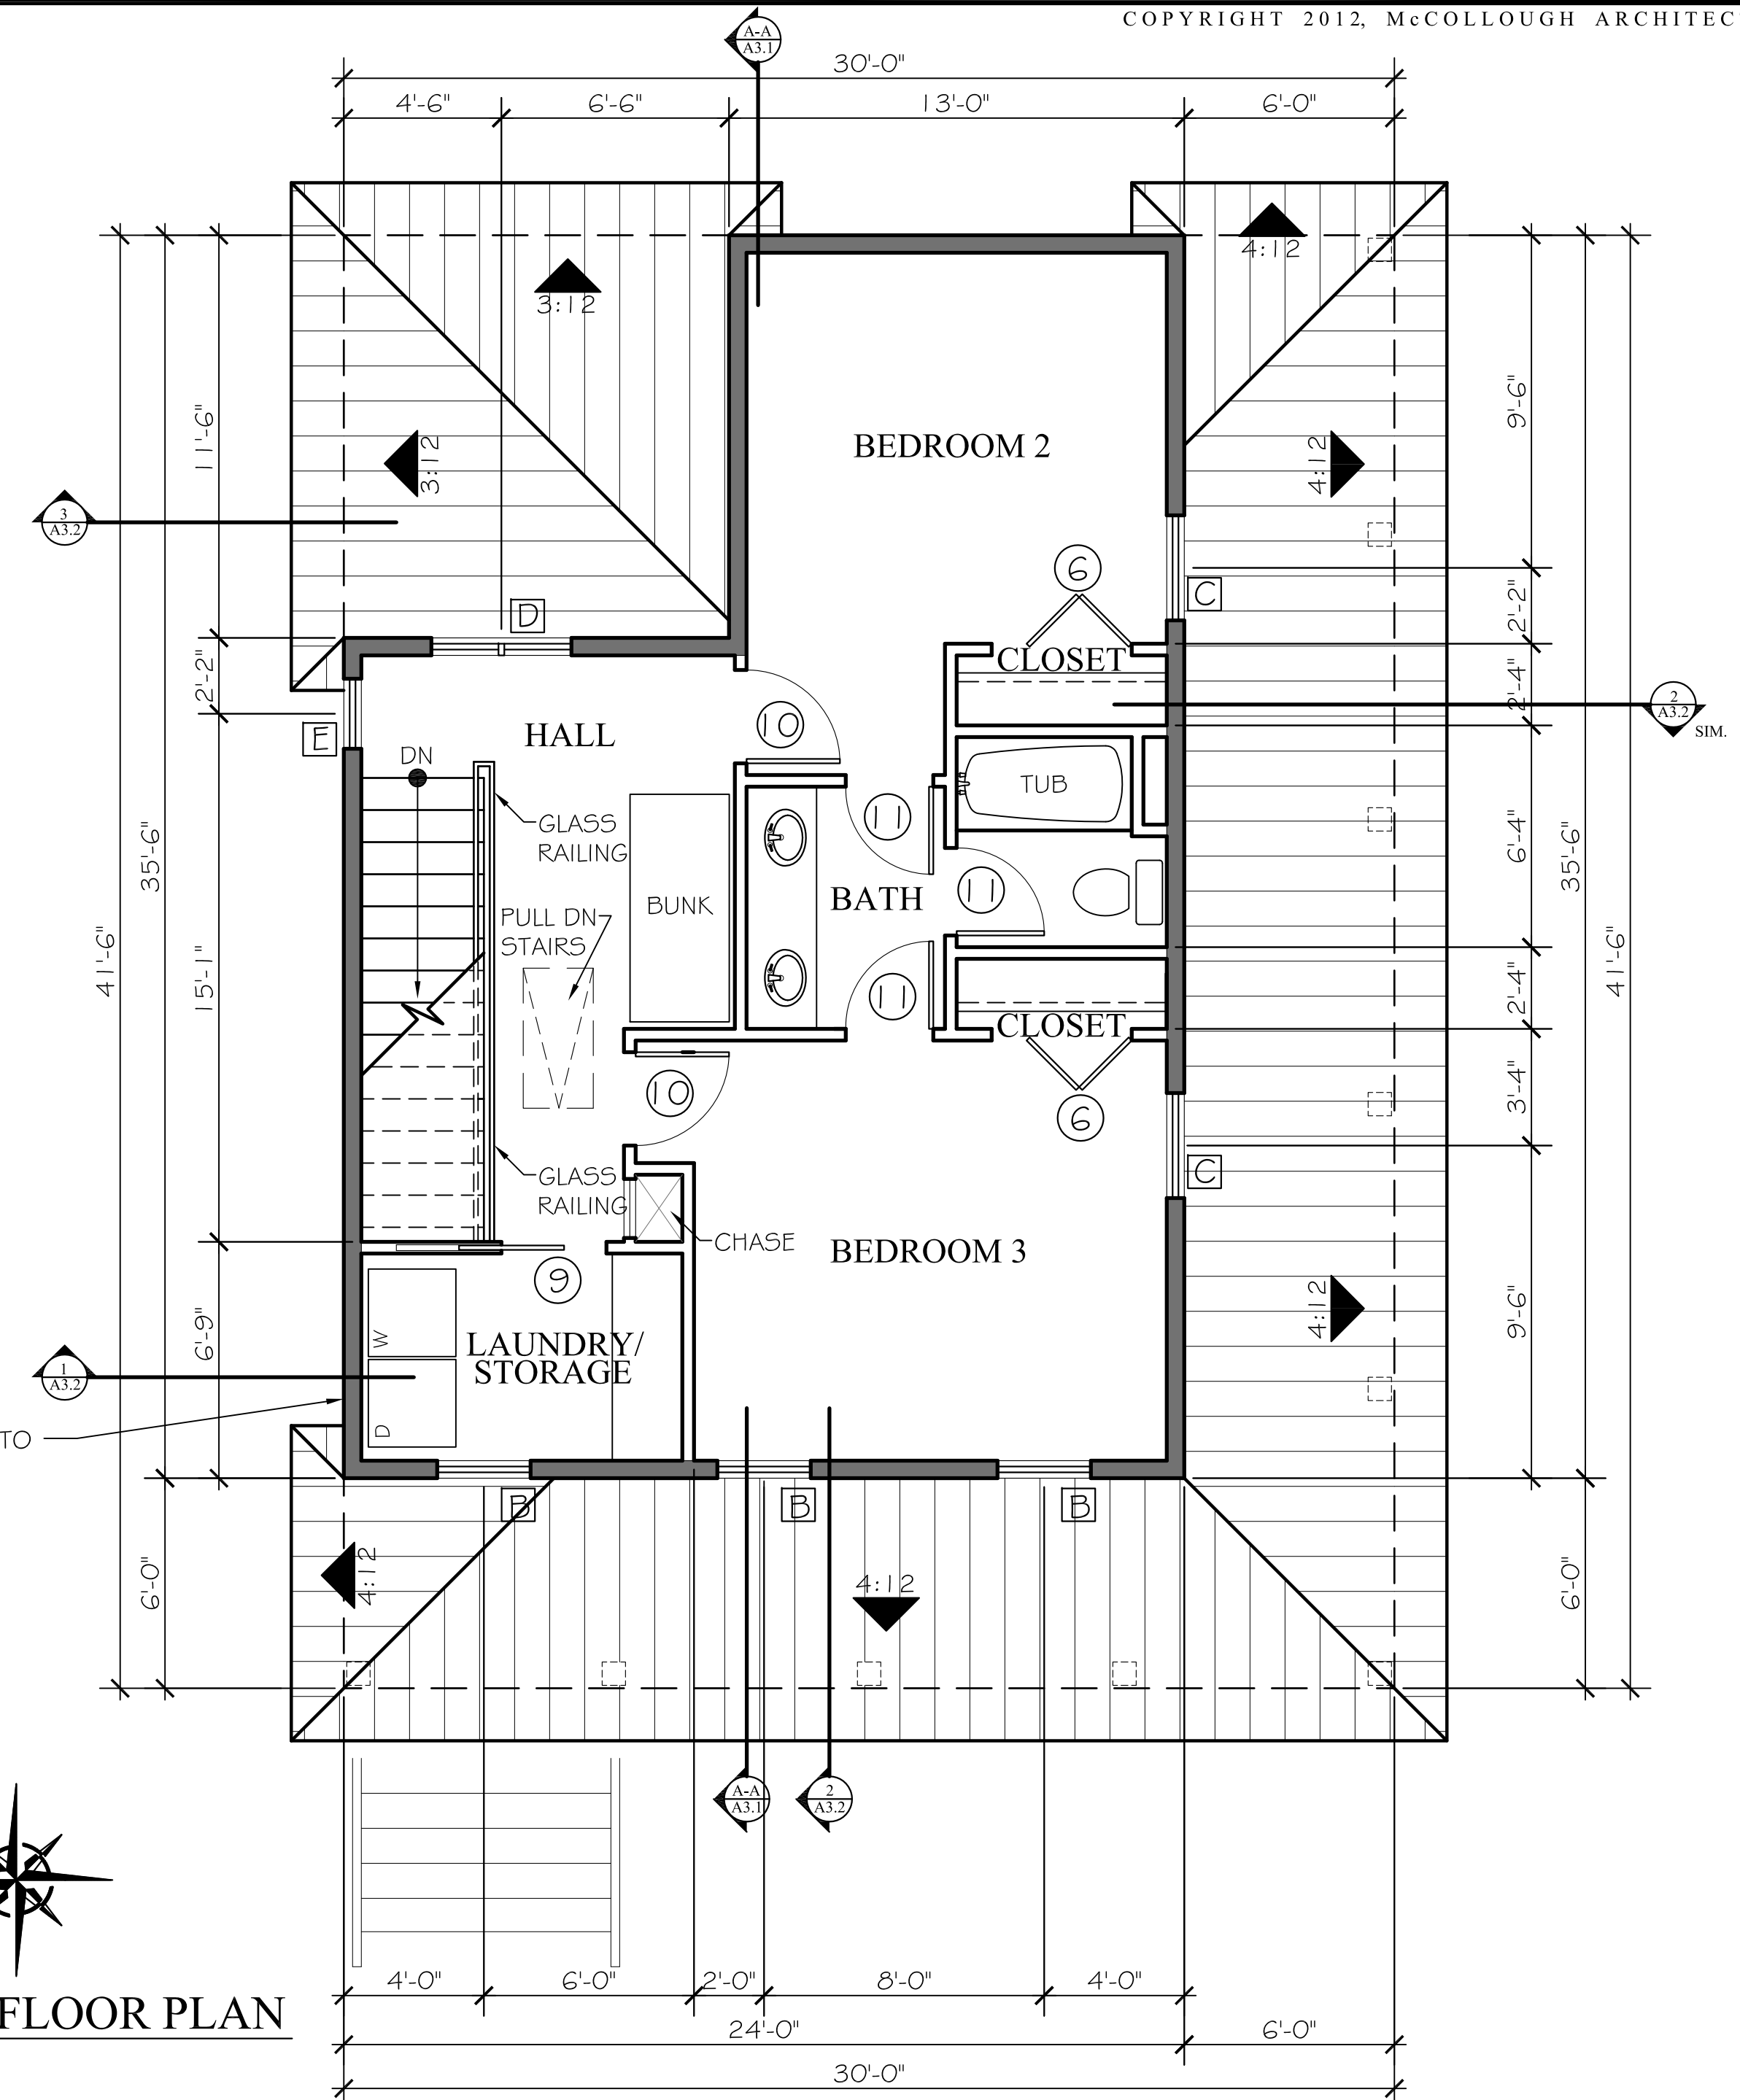 COPYRIGHT 2012, McCOLLOUGH ARCHITEC
A-A
A3.1
30'-0"
4'-6"
6'-6"
13'-0"
6'-0"
3:12
4:12
11'-6"
3:12
BEDROOM 2
4:12
9'-6"
3
A3.2
6
C
2'-2"
D
2'-2"
CLOSET
2'-4"
2
A3.2
SIM.
E
HALL
10
DN
TUB
GLASS
RAILING
11
35'-6"
6'-4"
35'-6"
BUNK
BATH
11
PULL DN
STAIRS
41'-6"
15'-1"
11
2'-4"
41'-6"
CLOSET
10
6
3'-4"
GLASS
RAILING
C
CHASE
BEDROOM 3
9
6'-9"
4:12
9'-6"
W
LAUNDRY/
STORAGE
1
A3.2
D
TO
B
B
B
6'-0"
4:12
4:12
6'-0"
A-A
A3.1
2
A3.2
4'-0"
6'-0"
2'-0"
8'-0"
4'-0"
FLOOR PLAN
24'-0"
6'-0"
30'-0"